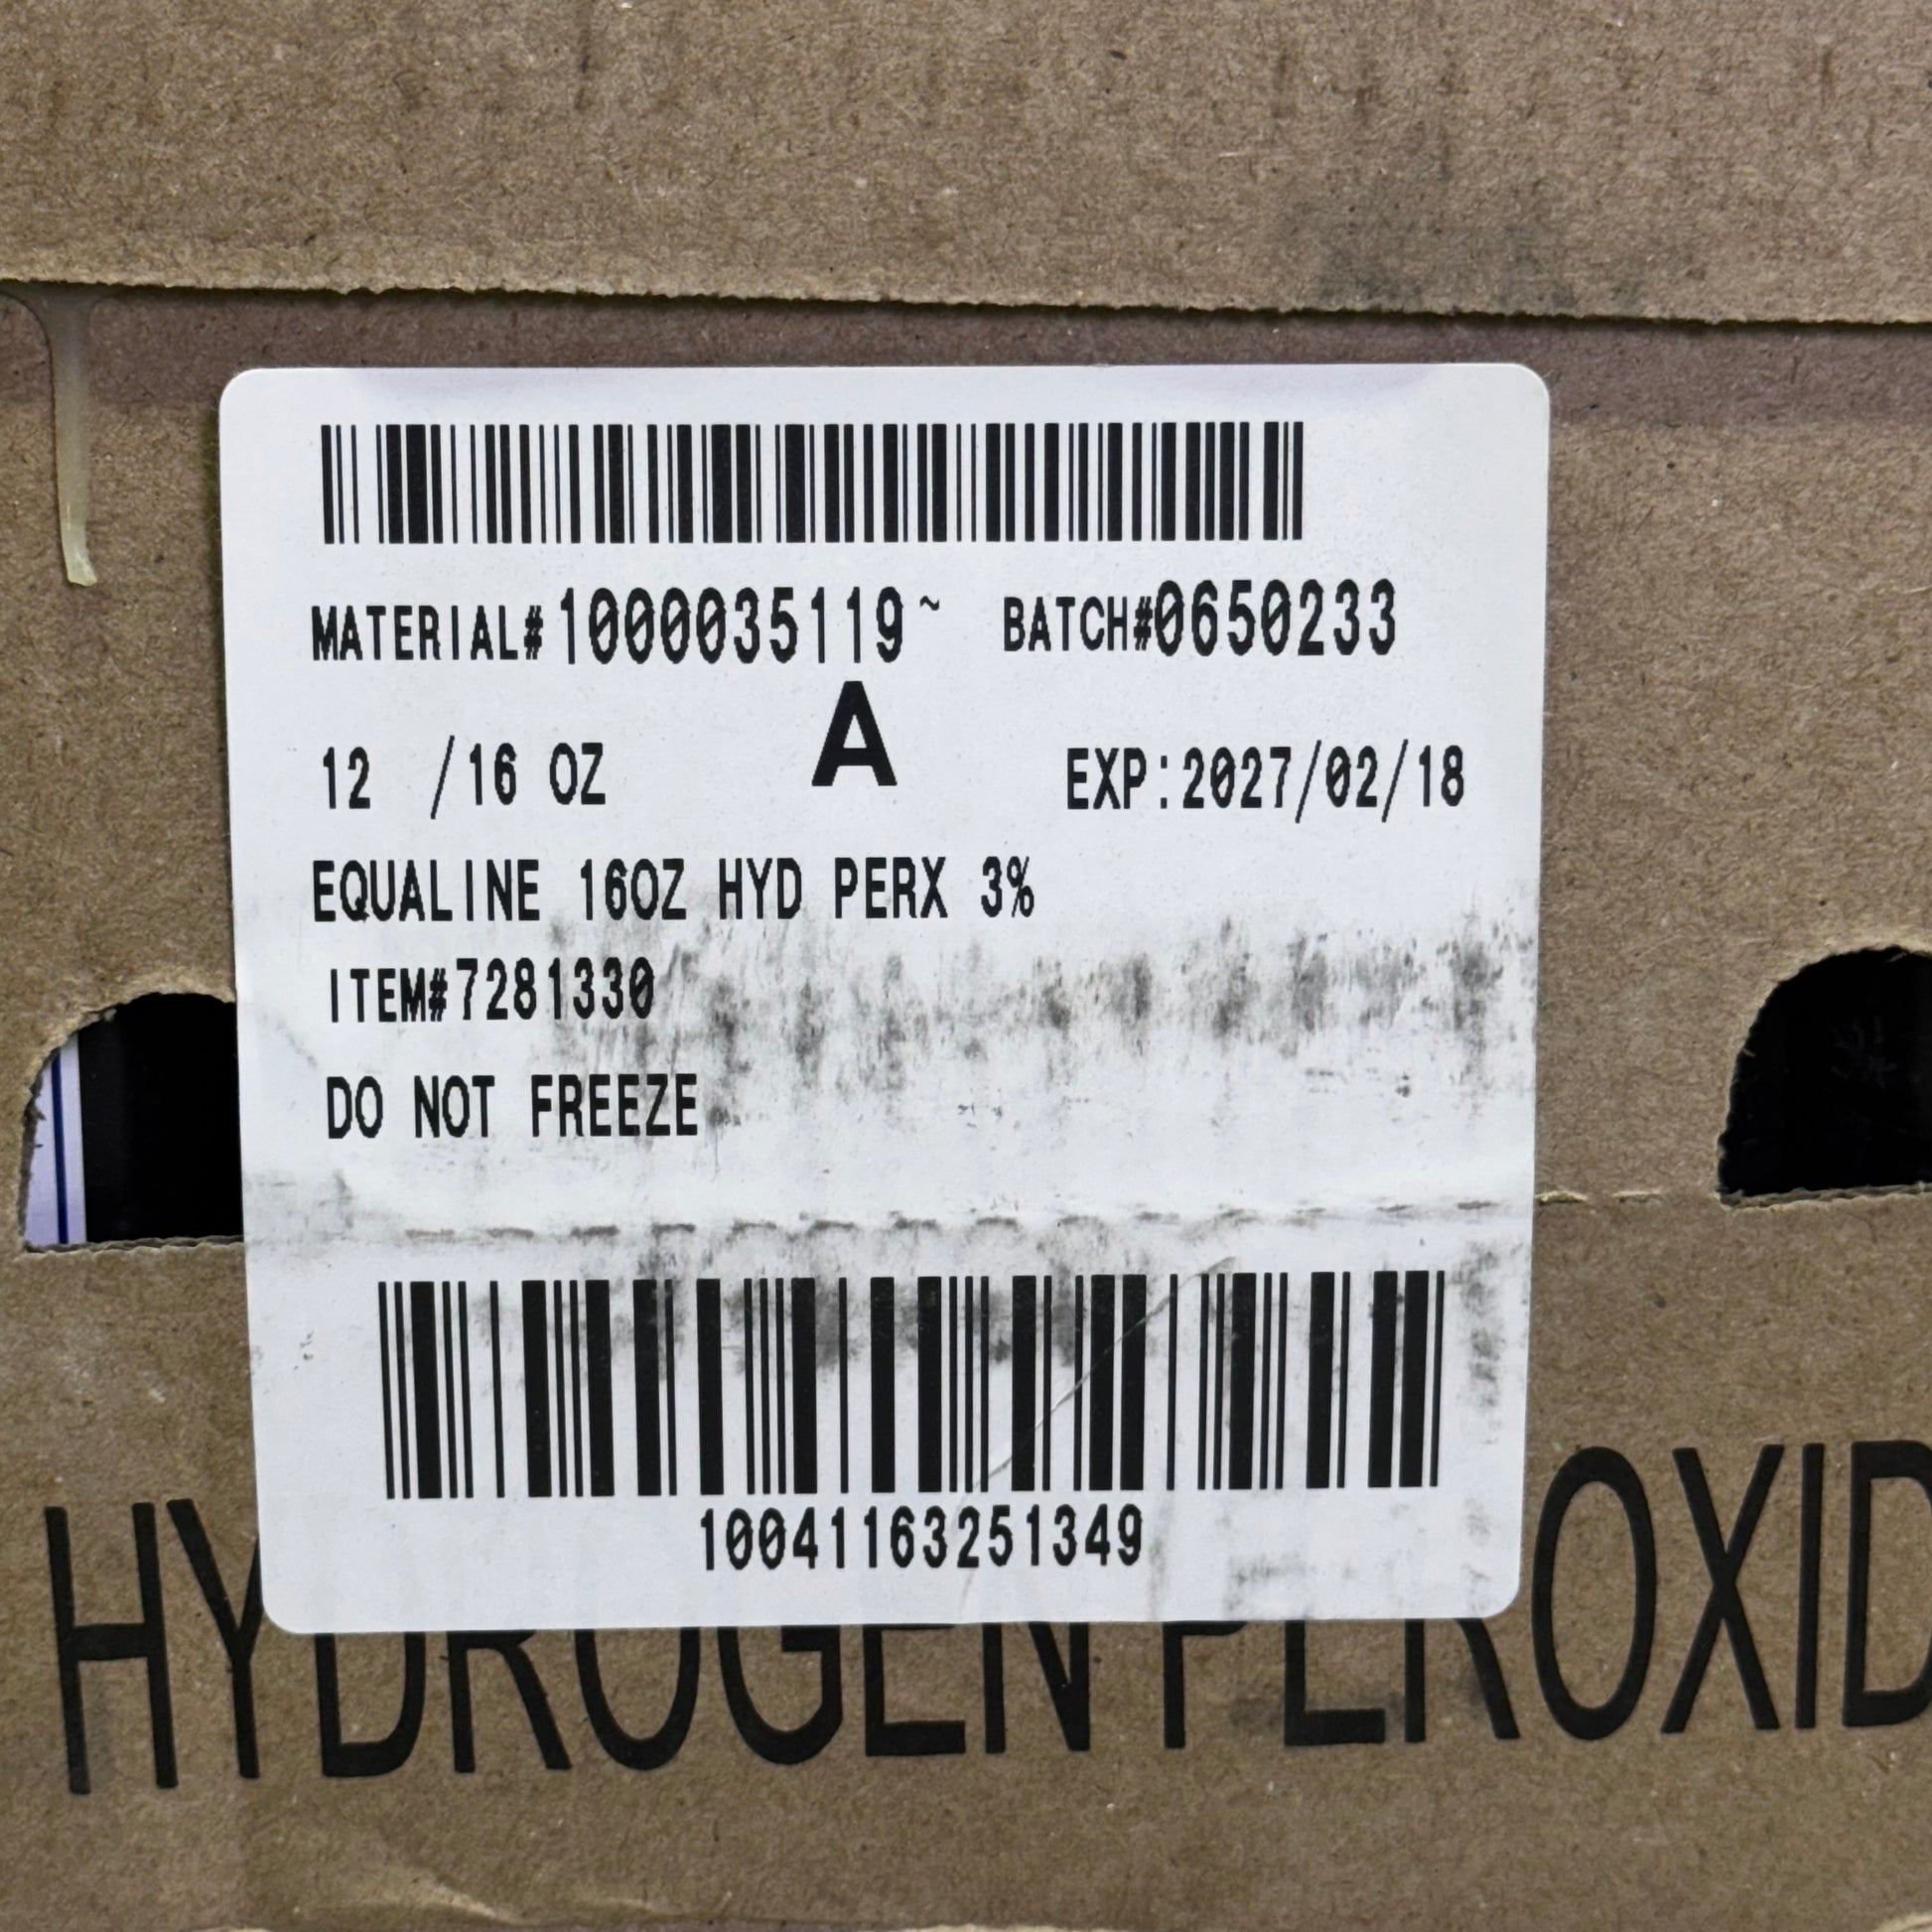 MATERIAL#1000035119~ BATCH#0650233
A
12 /16 OZ EXP:2027/02/18
EQUALINE 16OZ HYD PERX 3%
ITEM#7281330
DO NOT FREEZE
10041163251349
HYDROGEN PEROXID